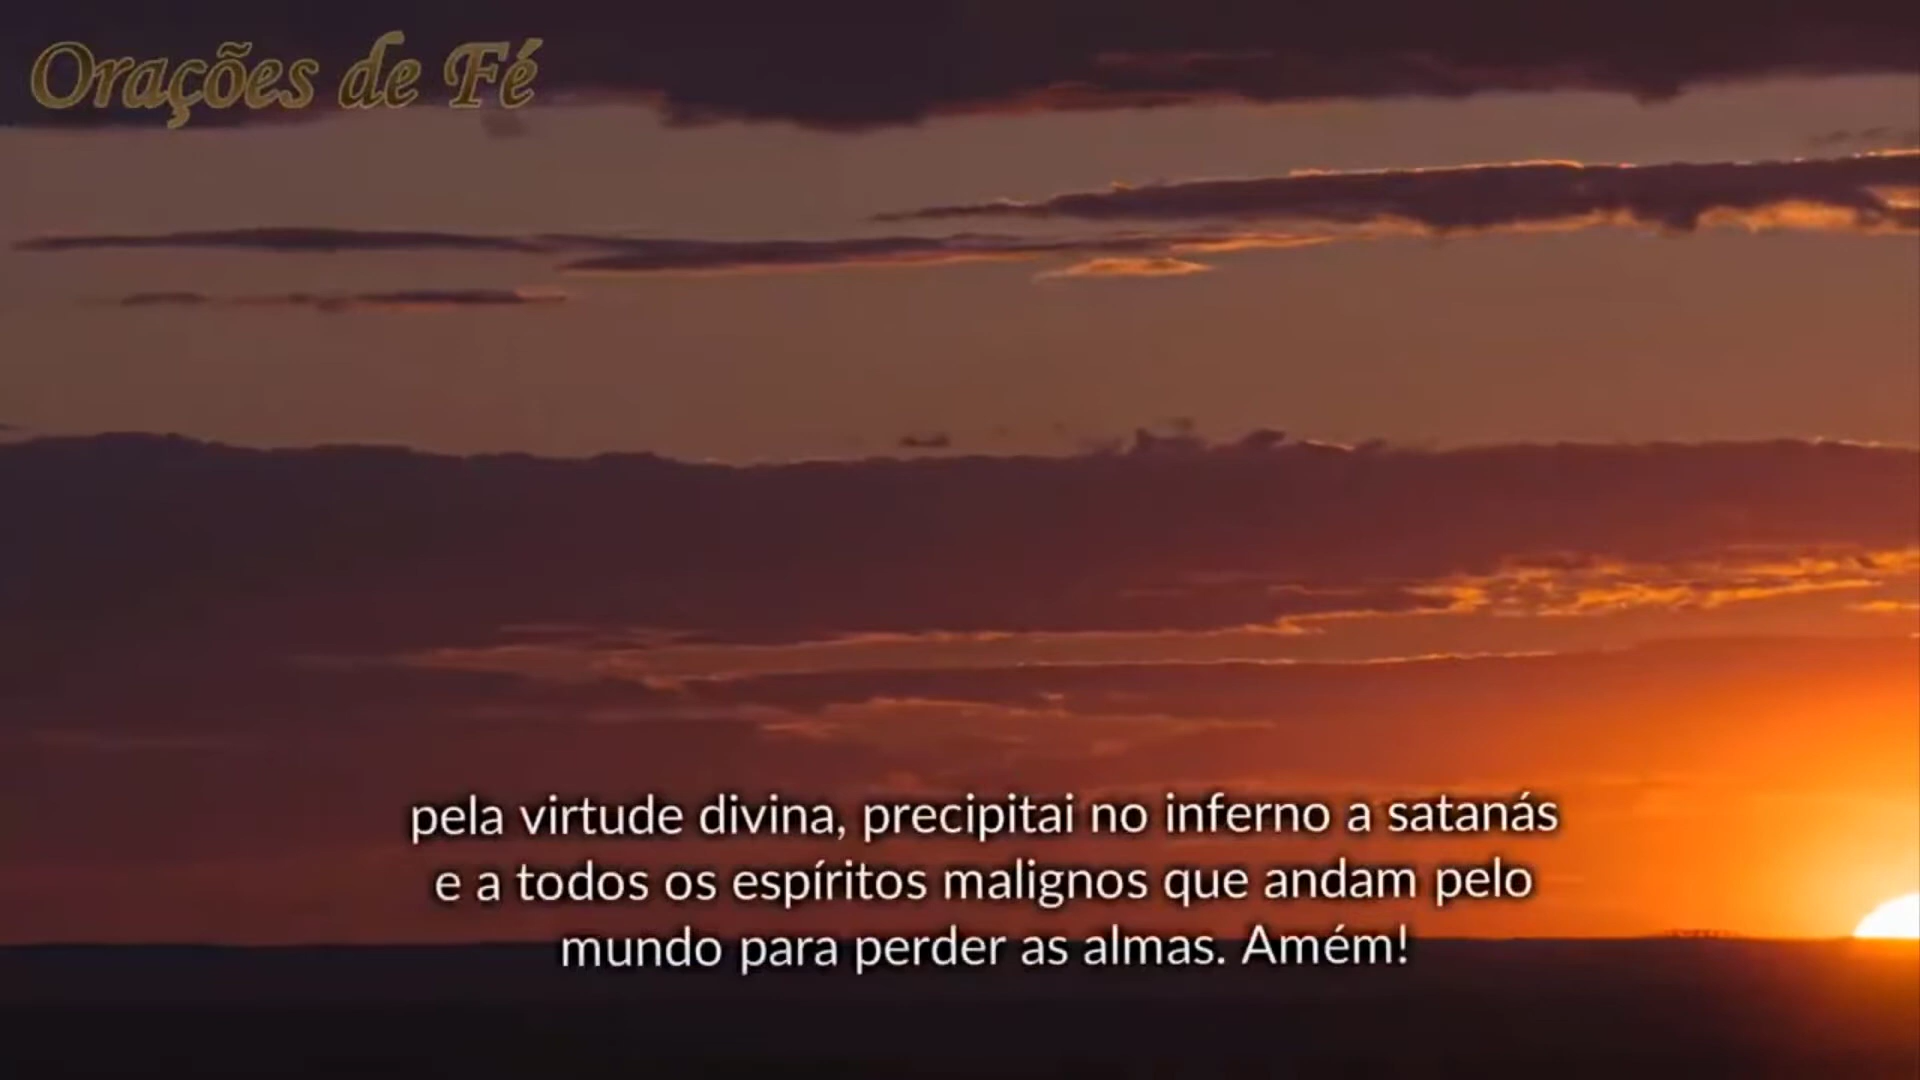 Orações de Fé
pela virtude divina, precipitai no inferno a satanás
e a todos os espíritos malignos que andam pelo
mundo para perder as almas. Amém!